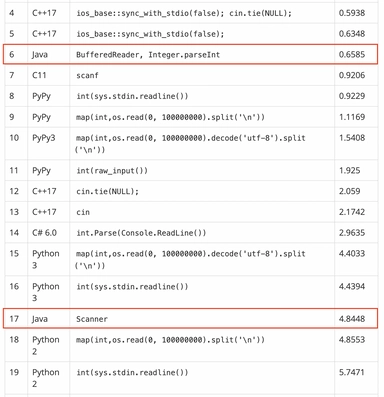 4 C++17 ios_base::sync_with_stdio(false); cin.tie(NULL); 0.5938
5 C++17 ios_base::sync_with_stdio(false); 0.6348
6 Java BufferedReader, Integer.parseInt 0.6585
7 C11 scanf 0.9206
8 PyPy int(sys.stdin.readline()) 0.9229
9 PyPy map(int,os.read(0, 100000000).split('\n')) 1.1169
10 PyPy3 map(int,os.read(0, 100000000).decode('utf-8').split 1.5408
('\n'))
11 PyPy int(raw_input()) 1.925
12 C++17 cin.tie(NULL); 2.059
13 C++17 cin 2.1742
14 C# 6.0 int.Parse(Console.ReadLine()) 2.9635
15 Python map(int,os.read(0, 100000000).decode('utf-8').split 4.4033
3 ('\n'))
16 Python int(sys.stdin.readline()) 4.4394
3
17 Java Scanner 4.8448
18 Python map(int,os.read(0, 100000000).split('\n')) 4.8553
2
19 Python int(sys.stdin.readline()) 5.7471
2